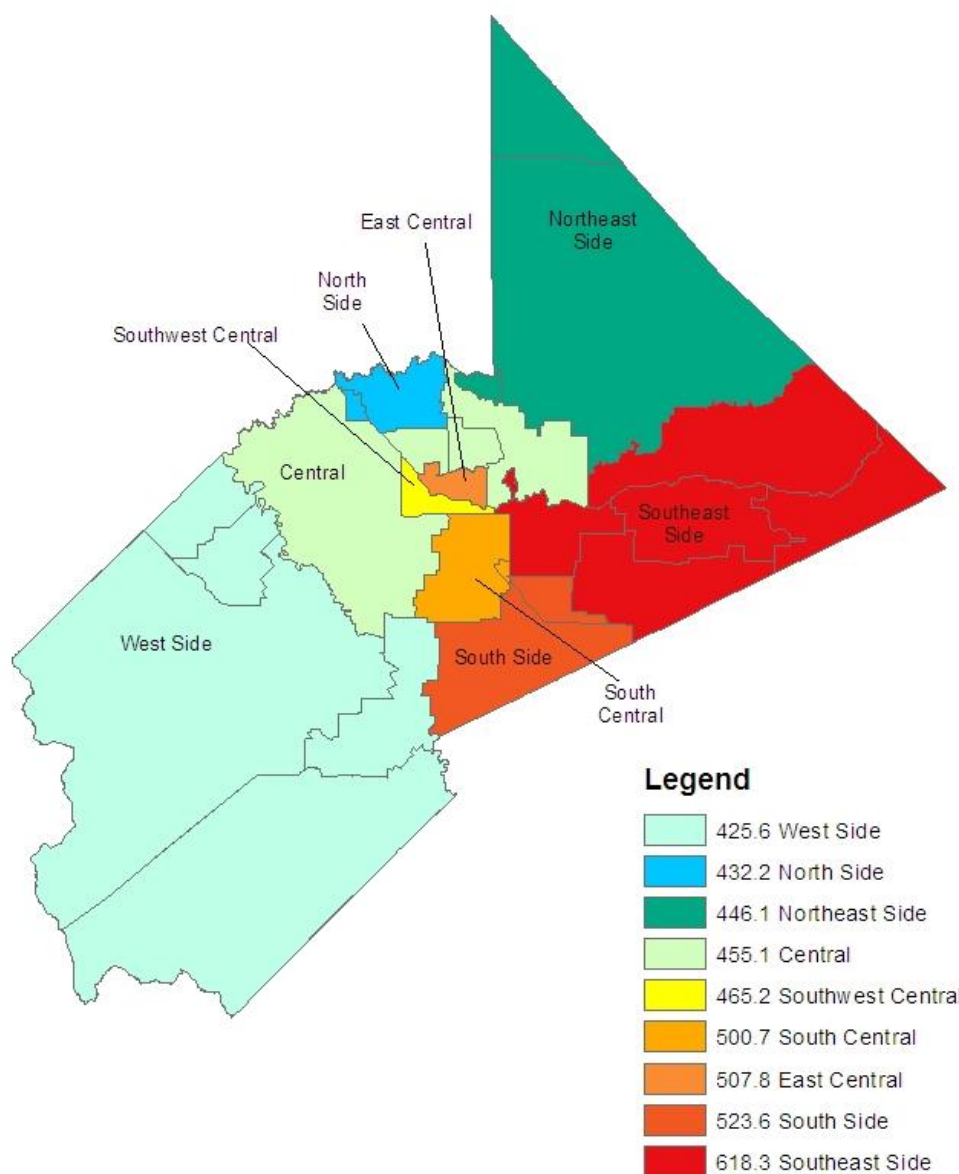 Northeast
Side
East Central
North
Side
Southwest Central
Central
Southeast
Side
West Side
South Side
South
Central
Legend
425.6 West Side
432.2 North Side
446.1 Northeast Side
455.1 Central
465.2 Southwest Central
500.7 South Central
507.8 East Central
523.6 South Side
618.3 Southeast Side